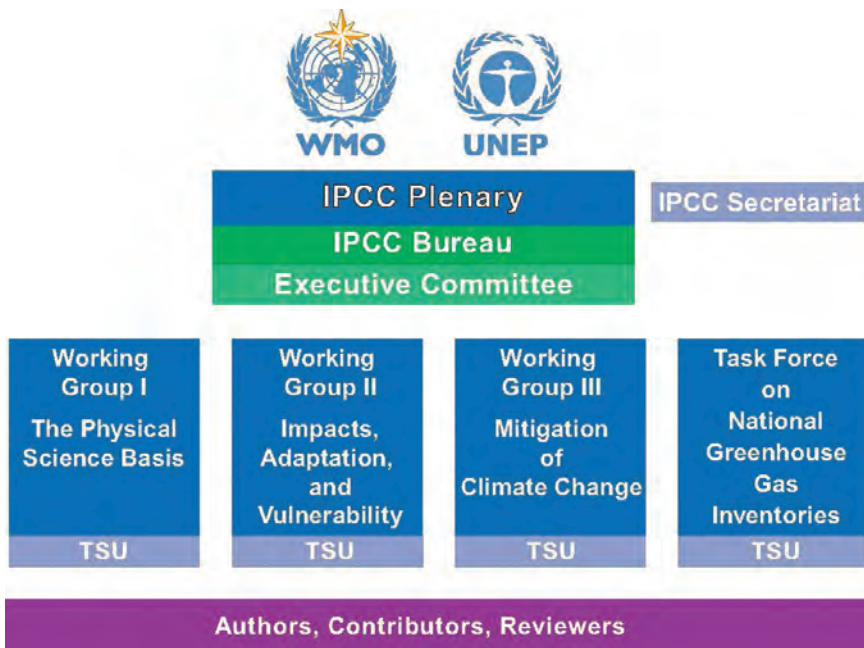 WMO
UNEP
IPCC Plenary
IPCC Secretariat
IPCC Bureau
Executive Committee
Working
Group I
The Physical
Science Basis
TSU
Working
Group II
Impacts,
Adaptation,
and
Vulnerability
TSU
Working
Group III
Mitigation
of
Climate Change
TSU
Task Force
on
National
Greenhouse
Gas
Inventories
TSU
Authors, Contributors, Reviewers